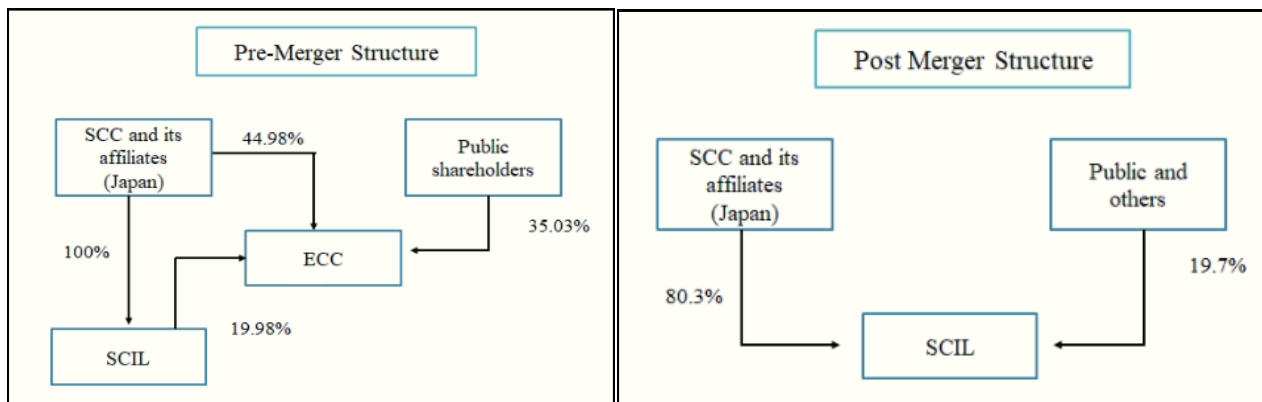 Pre-Merger Structure
SCC and its
affiliates
(Japan)
44.98%
Public
shareholders
35.03%
100%
ECC
19.98%
SCIL
Post Merger Structure
SCC and its
affiliates
(Japan)
Public and
others
80.3%
19.7%
SCIL